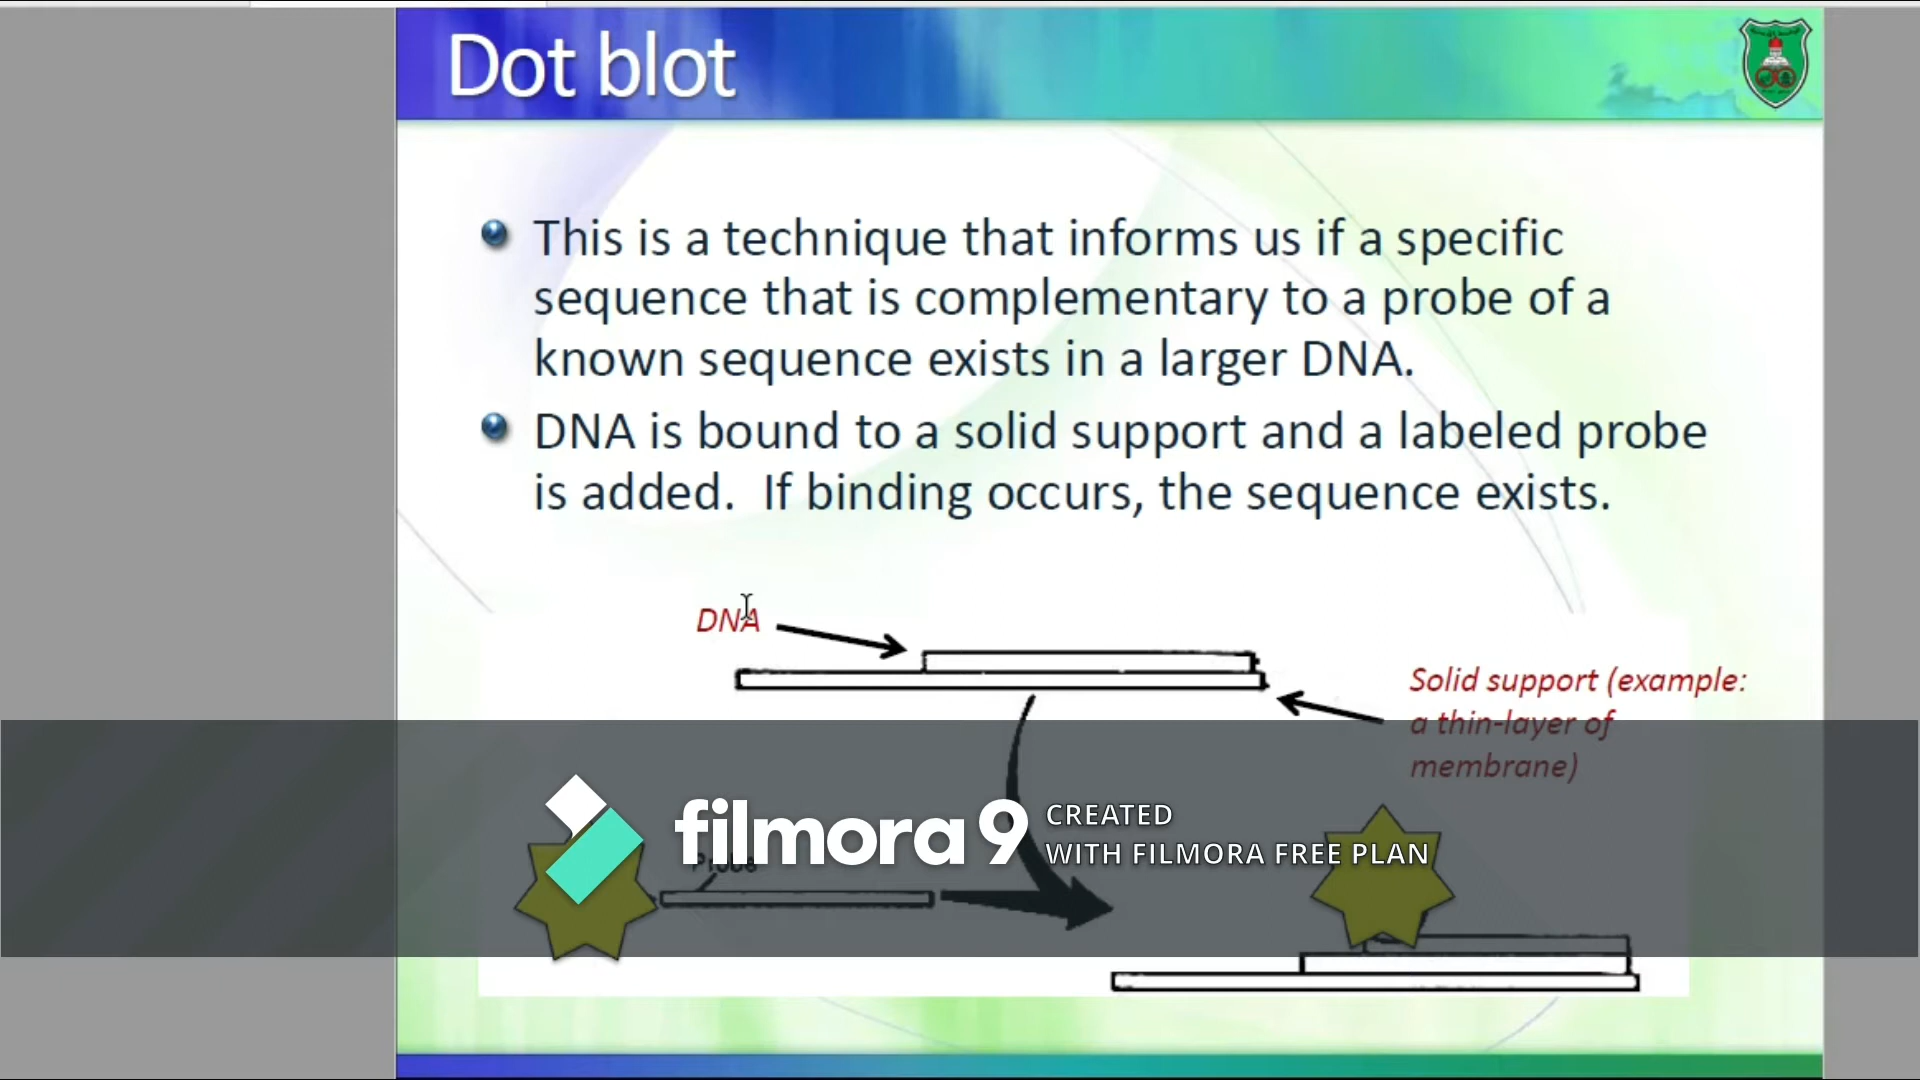 Dot blot
This is a technique that informs us if a specific
sequence that is complementary to a probe of a
known sequence exists in a larger DNA.
DNA is bound to a solid support and a labeled probe
is added.  If binding occurs, the sequence exists.
DNA
Solid support (example:
a thin-layer of
membrane)
filmora9
CREATED
WITH FILMORA FREE PLAN
Probe